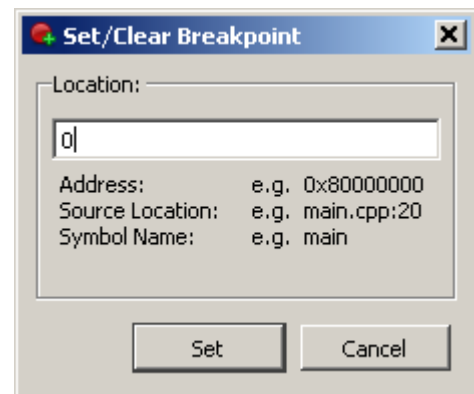 Set/Clear Breakpoint
Location:
0
Address: e.g. 0x80000000
Source Location: e.g. main.cpp:20
Symbol Name: e.g. main
Set Cancel